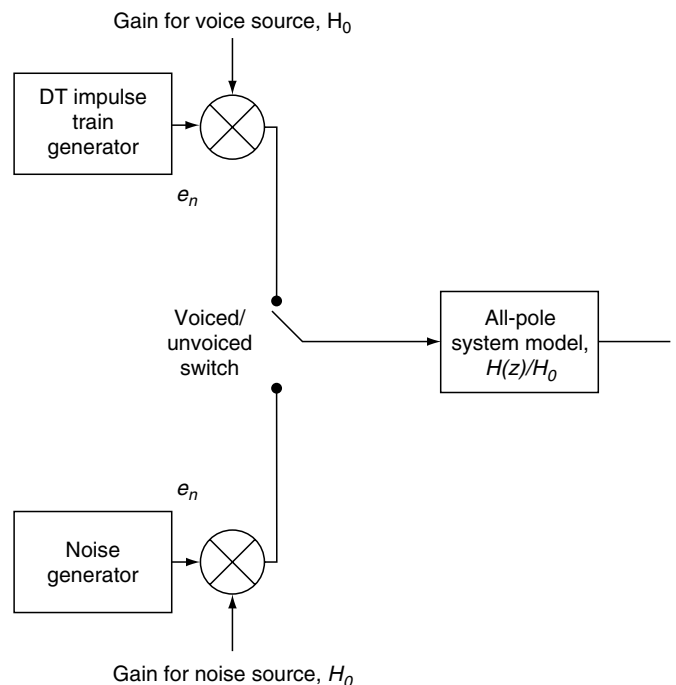 Gain for voice source, H₀
DT impulse
train
generator
eₙ
Voiced/
unvoiced
switch
All-pole
system model,
H(z)/H₀
eₙ
Noise
generator
Gain for noise source, H₀